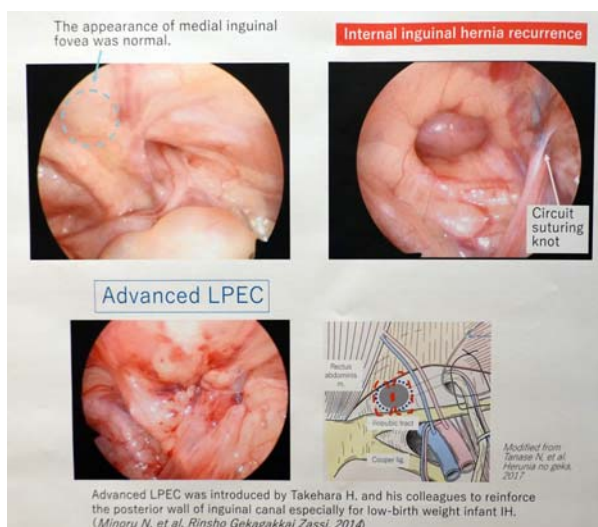 The appearance of medial inguinal
fovea was normal.
Internal inguinal hernia recurrence
Circuit
suturing
knot
Advanced LPEC
Rectus
abdominis
m.
Iliopubic tract
Cooper lig.
Modified from
Tanase N, et al.
Herunia no geka.
2017
Advanced LPEC was introduced by Takehara H. and his colleagues to reinforce
the posterior wall of inguinal canal especially for low-birth weight infant IH.
(Minoru N, et al. Rinsho Gekagakkai Zassi, 2014)